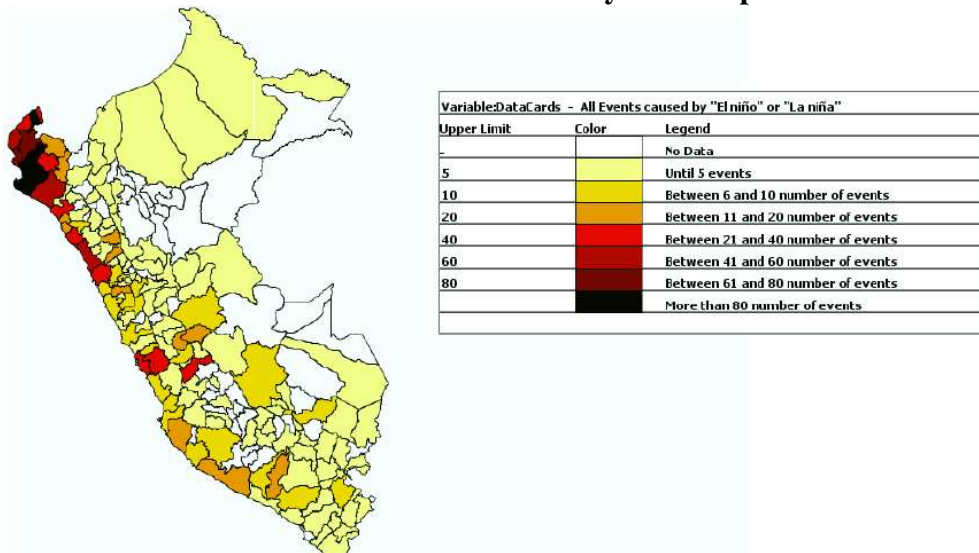 Variable:DataCards - All Events caused by "El niño" or "La niña"
Upper Limit Color Legend
- No Data
5 Until 5 events
10 Between 6 and 10 number of events
20 Between 11 and 20 number of events
40 Between 21 and 40 number of events
60 Between 41 and 60 number of events
80 Between 61 and 80 number of events
More than 80 number of events